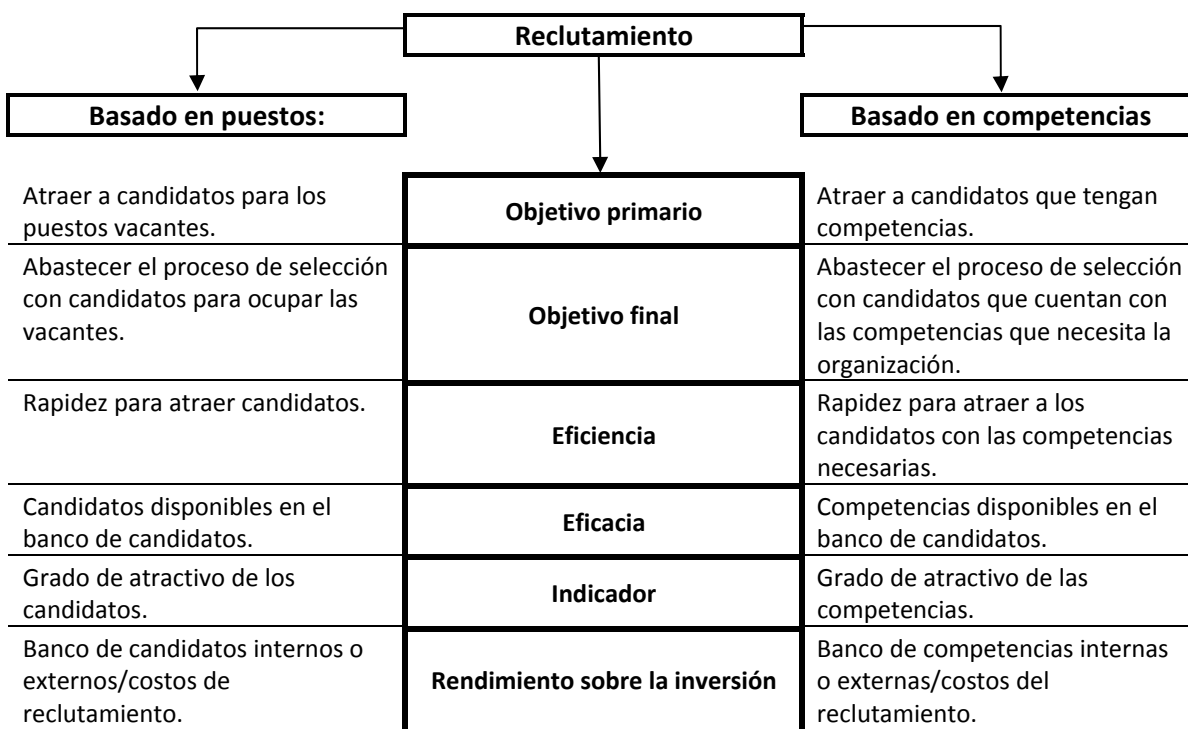 Reclutamiento
Basado en puestos:
Basado en competencias
Atraer a candidatos para los
puestos vacantes.
Objetivo primario
Atraer a candidatos que tengan
competencias.
Abastecer el proceso de selección
con candidatos para ocupar las
vacantes.
Objetivo final
Abastecer el proceso de selección
con candidatos que cuentan con
las competencias que necesita la
organización.
Rapidez para atraer candidatos.
Eficiencia
Rapidez para atraer a los
candidatos con las competencias
necesarias.
Candidatos disponibles en el
banco de candidatos.
Eficacia
Competencias disponibles en el
banco de candidatos.
Grado de atractivo de los
candidatos.
Indicador
Grado de atractivo de las
competencias.
Banco de candidatos internos o
externos/costos de
reclutamiento.
Rendimiento sobre la inversión
Banco de competencias internas
o externas/costos del
reclutamiento.